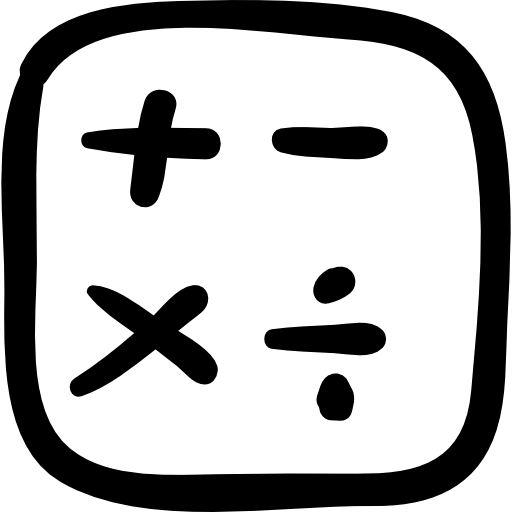 + −
× ÷